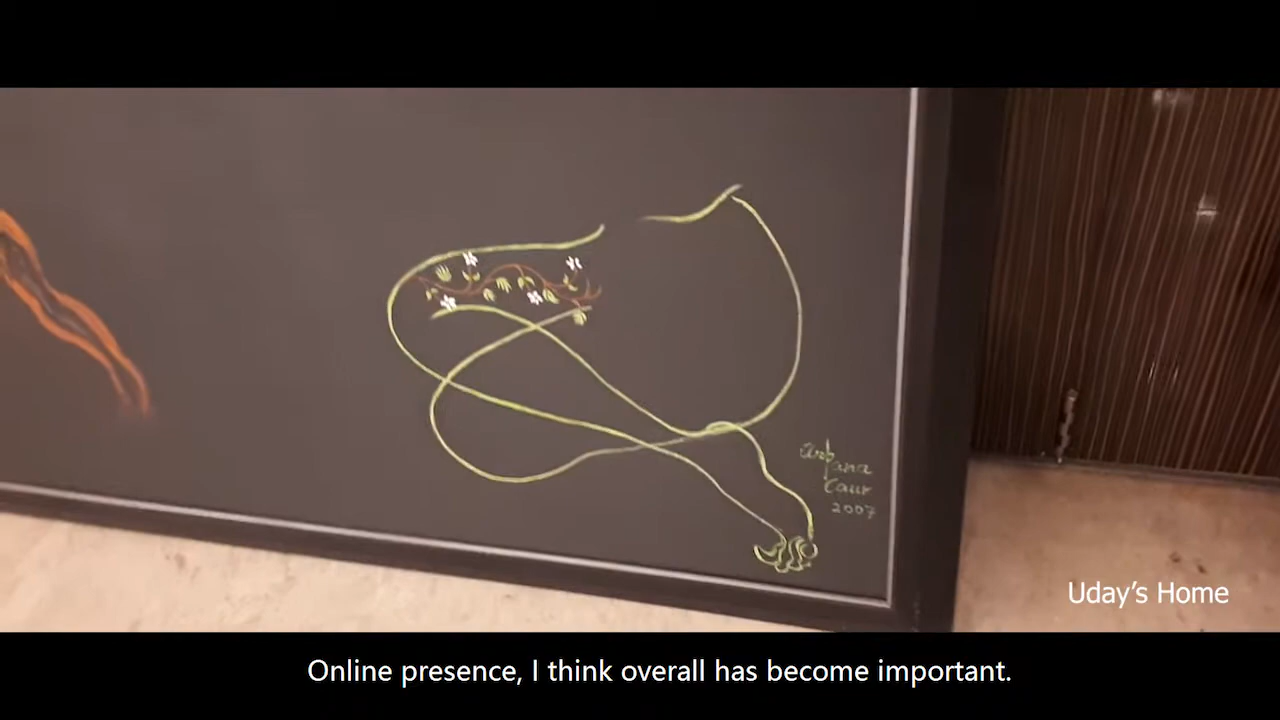 Arpana
Caur
2007
Uday's Home
Online presence, I think overall has become important.